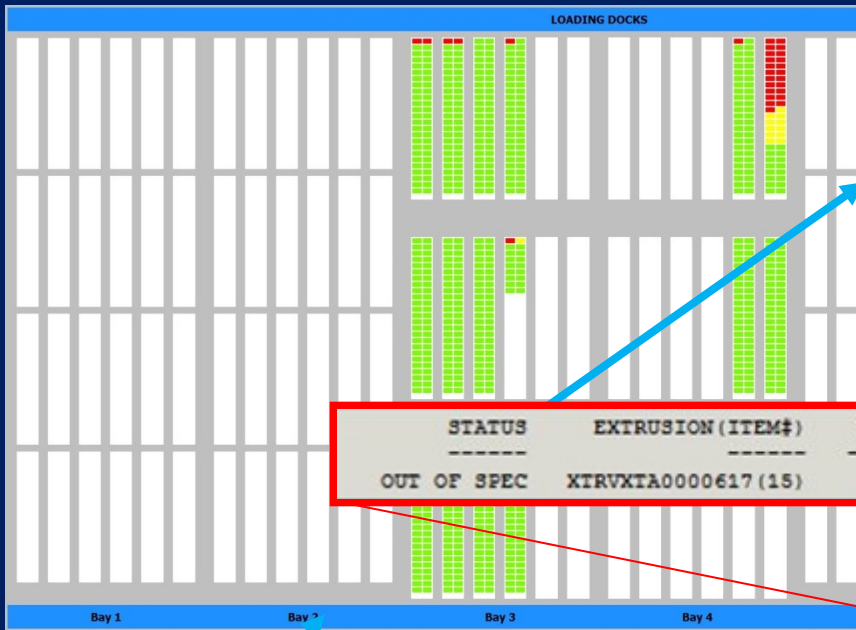 LOADING DOCKS
STATUS EXTRUSION(ITEM‡)
------ ------
OUT OF SPEC XTRVXTA0000617(15)
Bay 1 Bay 2 Bay 3 Bay 4